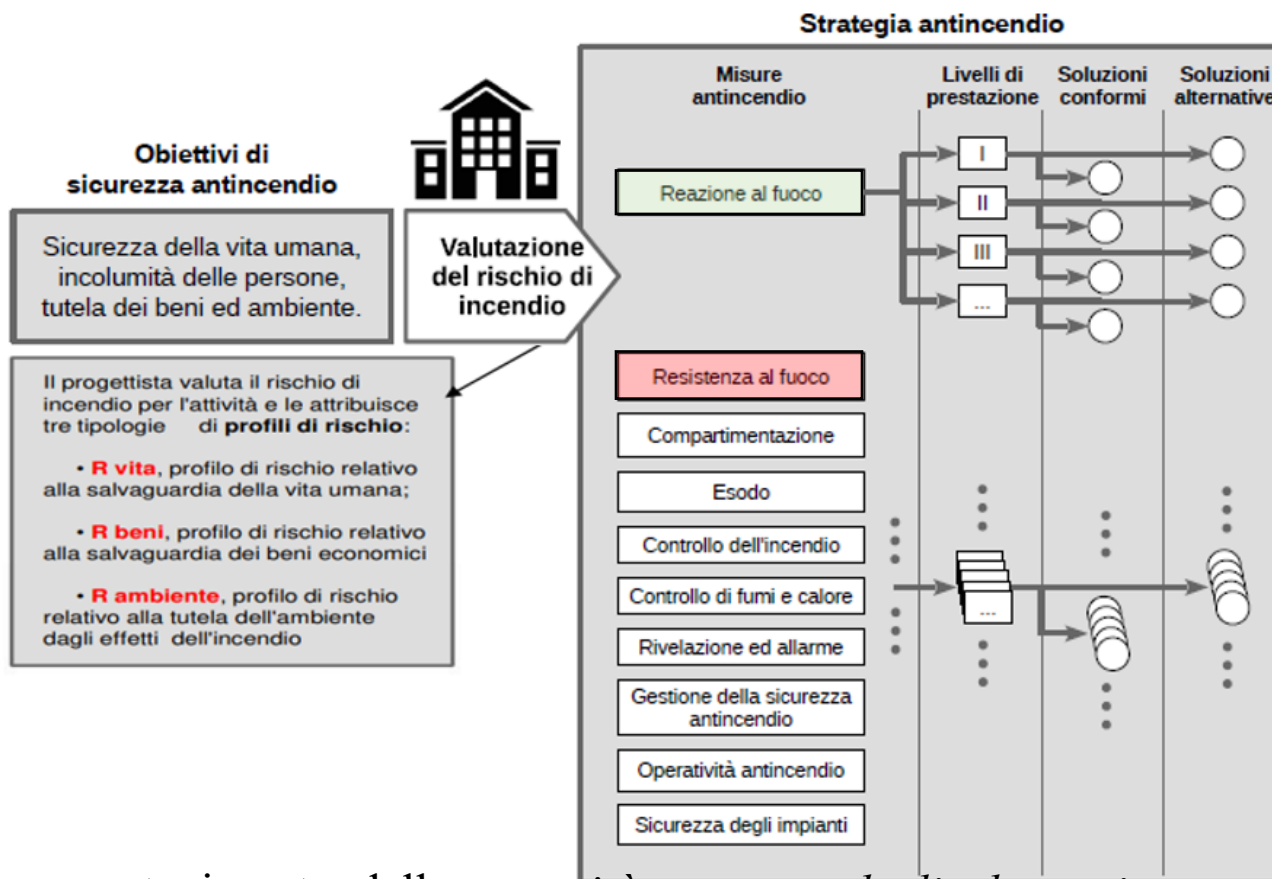 Strategia antincendio
Misure
antincendio
Livelli di
prestazione
Soluzioni
conformi
Soluzioni
alternative
Obiettivi di
sicurezza antincendio
Sicurezza della vita umana,
incolumità delle persone,
tutela dei beni ed ambiente.
Valutazione
del rischio di
incendio
Il progettista valuta il rischio di
incendio per l'attività e le attribuisce
tre tipologie di profili di rischio:
• R vita, profilo di rischio relativo
alla salvaguardia della vita umana;
• R beni, profilo di rischio relativo
alla salvaguardia dei beni economici
• R ambiente, profilo di rischio
relativo alla tutela dell'ambiente
dagli effetti dell'incendio
Reazione al fuoco
I
II
III
...
Resistenza al fuoco
Compartimentazione
Esodo
Controllo dell'incendio
Controllo di fumi e calore
...
Rivelazione ed allarme
Gestione della sicurezza
antincendio
Operatività antincendio
Sicurezza degli impianti